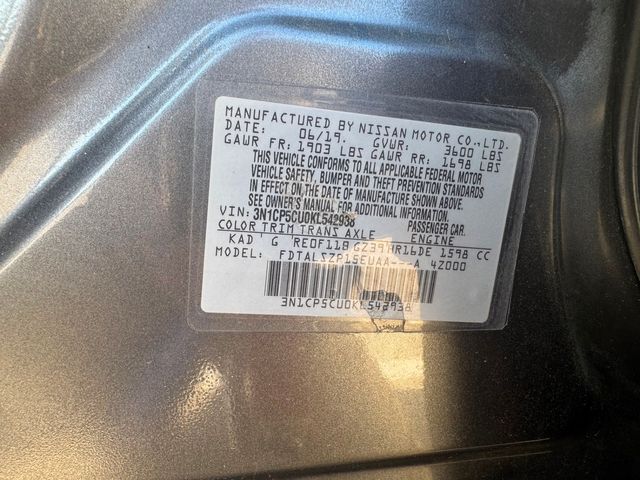 MANUFACTURED BY NISSAN MOTOR CO.,LTD.
DATE: 06/19. GVWR: 3600 LBS
GAWR FR: 1903 LBS GAWR RR: 1698 LBS
THIS VEHICLE CONFORMS TO ALL APPLICABLE FEDERAL MOTOR
VEHICLE SAFETY, BUMPER AND THEFT PREVENTION STANDARDS
IN EFFECT ON THE DATE OF MANUFACTURE SHOWN ABOVE.
SEE OWNER'S MANUAL FOR ADDITIONAL INFORMATION.
VIN: 3N1CP5CU0KL542938 PASSENGER CAR
COLOR TRIM TRANS AXLE ENGINE
KAD G RE0F11B GZ39 HR16DE 1598 CC
MODEL: FDTALSZP15EUAA---A 4Z000
3N1CP5CU0KL542938